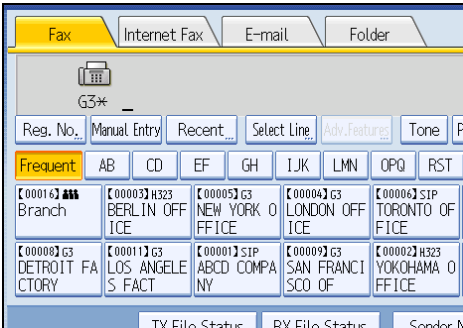 Fax Internet Fax E-mail Folder
G3* _
Reg. No. Manual Entry Recent Select Line Adv.Features Tone
Frequent AB CD EF GH IJK LMN OPQ RST
【00016】 【00003】H323 【00005】G3 【00004】G3 【00006】SIP
Branch BERLIN OFF NEW YORK O LONDON OFF TORONTO OF
ICE FFICE ICE FICE
【00008】G3 【00011】G3 【00001】SIP 【00009】G3 【00002】H323
DETROIT FA LOS ANGELE ABCD COMPA SAN FRANCI YOKOHAMA O
CTORY S FACT NY SCO OF FFICE
TX File Status RX File Status Sender N